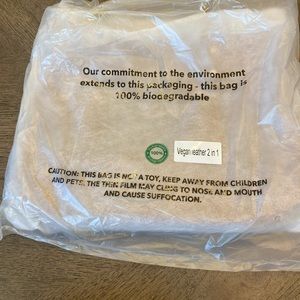 Our commitment to the environment
extends to this packaging - this bag is
100% biodegradable
100%
Vegan leather 2 in 1
CAUTION: THIS BAG IS NOT A TOY, KEEP AWAY FROM CHILDREN
AND PETS. THE THIN FILM MAY CLING TO NOSE AND MOUTH
AND CAUSE SUFFOCATION.